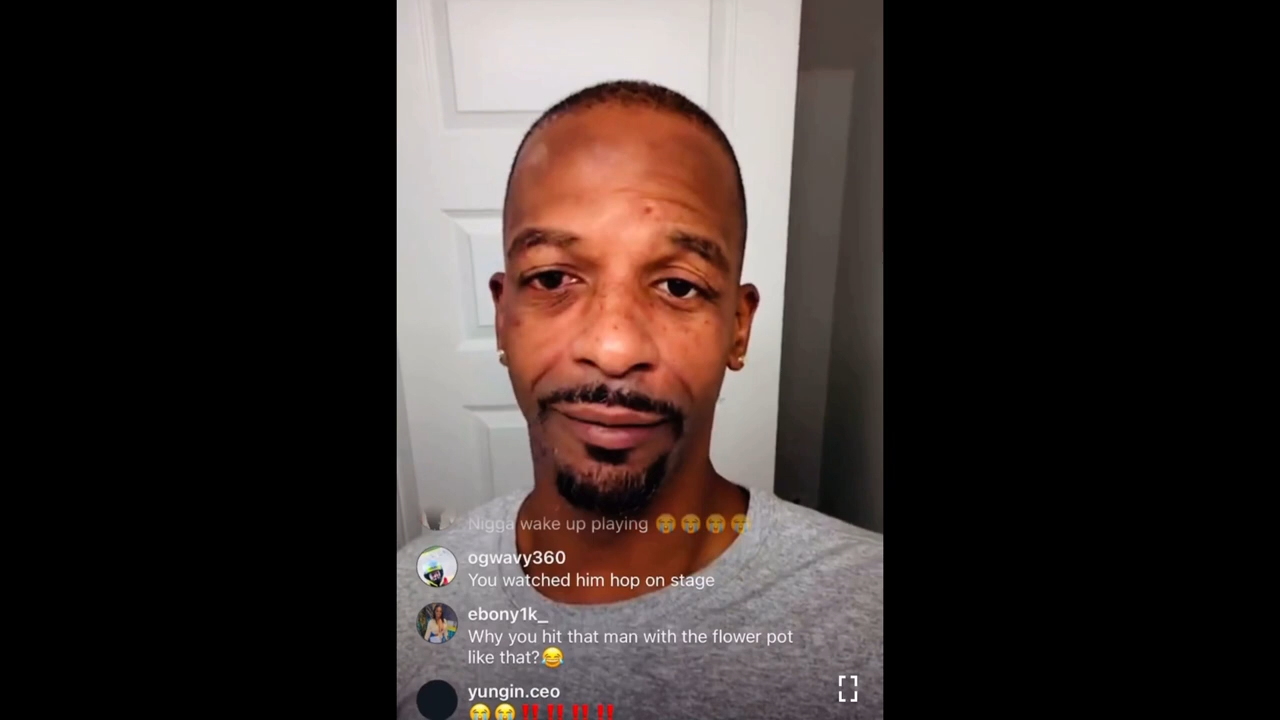 Nigga wake up playing 😭😭😭😭
ogwavy360
You watched him hop on stage
ebony1k_
Why you hit that man with the flower pot
like that?😂
yungin.ceo
😭😭‼️‼️‼️‼️